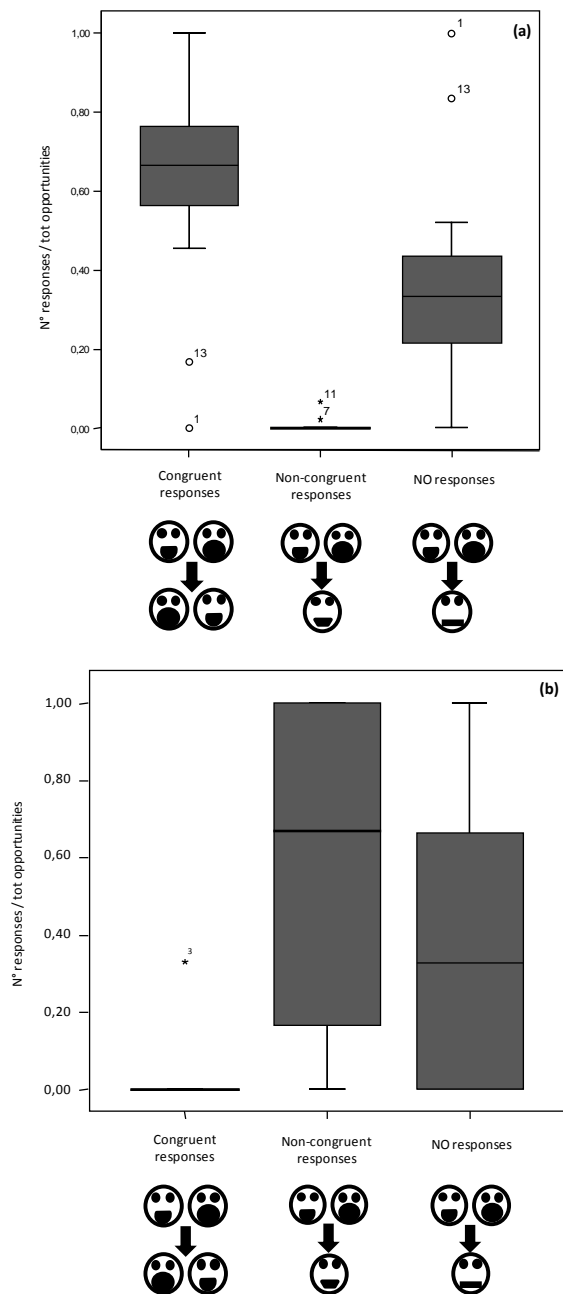 (a)
1,00
0,80
0,60
0,40
0,20
0,00
N° responses / tot opportunities
1
13
13
1
11
7
Congruent
responses
Non-congruent
responses
NO responses
(b)
1,00
0,80
0,60
0,40
0,20
0,00
N° responses / tot opportunities
3
Congruent
responses
Non-congruent
responses
NO responses